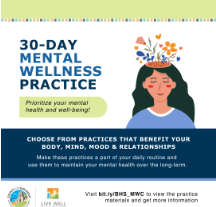 30-DAY
MENTAL
WELLNESS
PRACTICE
Prioritize your mental
health and well-being!
CHOOSE FROM PRACTICES THAT BENEFIT YOUR
BODY, MIND, MOOD & RELATIONSHIPS
Make these practices a part of your daily routine and
use them to maintain your mental health over the long-term.
LIVE WELL
Visit bit.ly/BHS_MWC to view the practice
materials and get more information